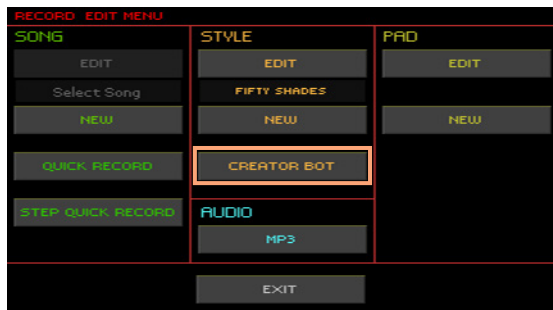 RECORD EDIT MENU
SONG
EDIT
Select Song
NEW
QUICK RECORD
STEP QUICK RECORD
STYLE
EDIT
FIFTY SHADES
NEW
CREATOR BOT
AUDIO
MP3
PAD
EDIT
NEW
EXIT